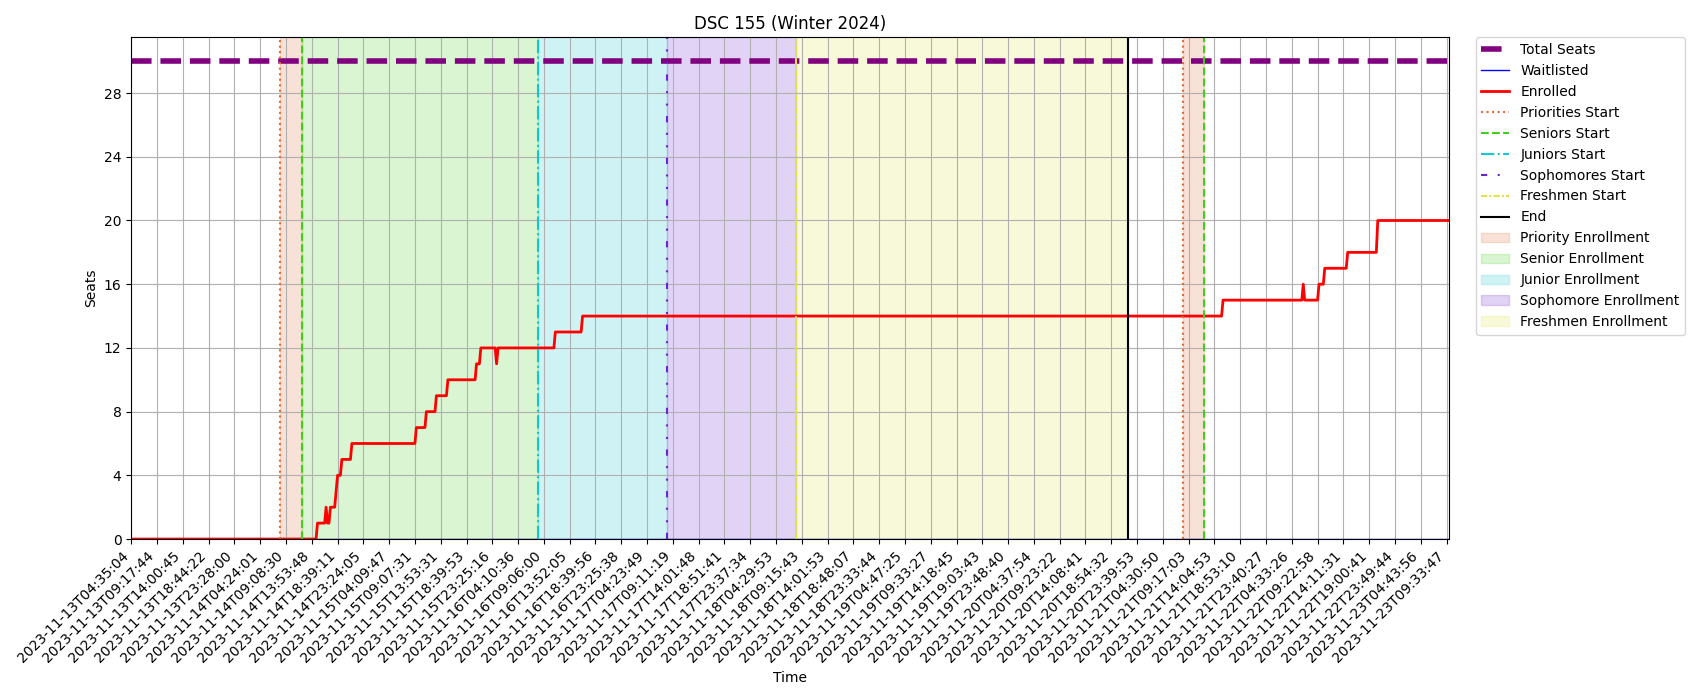 DSC 155 (Winter 2024)
Total Seats
Waitlisted
Enrolled
Priorities Start
Seniors Start
Juniors Start
Sophomores Start
Freshmen Start
End
Priority Enrollment
Senior Enrollment
Junior Enrollment
Sophomore Enrollment
Freshmen Enrollment
Seats
28
24
20
16
12
8
4
0
2023-11-13T04:35:04
2023-11-13T09:17:44
2023-11-13T14:00:45
2023-11-13T18:44:22
2023-11-13T23:28:00
2023-11-14T04:24:01
2023-11-14T09:08:30
2023-11-14T13:53:48
2023-11-14T18:39:11
2023-11-14T23:24:05
2023-11-15T04:09:47
2023-11-15T09:07:31
2023-11-15T13:53:31
2023-11-15T18:39:53
2023-11-15T23:25:16
2023-11-16T04:10:36
2023-11-16T09:06:00
2023-11-16T13:52:05
2023-11-16T18:39:56
2023-11-16T23:25:38
2023-11-17T04:23:49
2023-11-17T09:11:19
2023-11-17T14:01:48
2023-11-17T18:51:41
2023-11-17T23:37:34
2023-11-18T04:29:53
2023-11-18T09:15:43
2023-11-18T14:01:53
2023-11-18T18:48:07
2023-11-18T23:33:44
2023-11-19T04:47:25
2023-11-19T09:33:27
2023-11-19T14:18:45
2023-11-19T19:03:43
2023-11-19T23:48:40
2023-11-20T04:37:54
2023-11-20T09:23:22
2023-11-20T14:08:41
2023-11-20T18:54:32
2023-11-20T23:39:53
2023-11-21T04:30:50
2023-11-21T09:17:03
2023-11-21T14:04:53
2023-11-21T18:53:10
2023-11-21T23:40:27
2023-11-22T04:33:26
2023-11-22T09:22:58
2023-11-22T14:11:31
2023-11-22T19:00:41
2023-11-22T23:49:44
2023-11-23T04:43:56
2023-11-23T09:33:47
Time